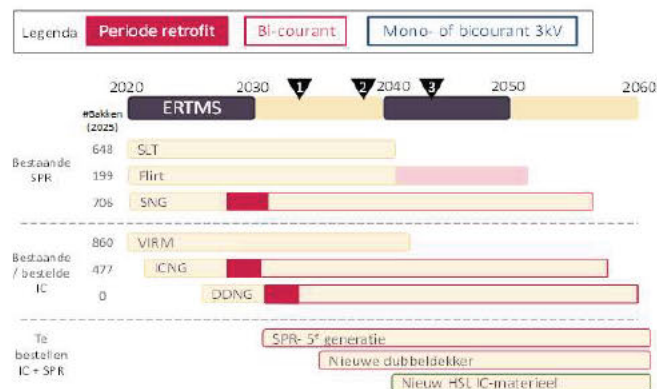 Legenda
Periode retrofit
Bi-courant
Mono- of bicourant 3kV
2020 2030 2040 2050 2060
1 2 3
ERTMS
#Bakken
(2025)
Bestaande
SPR
648 SLT
199 Flirt
706 SNG
Bestaande
/ bestelde
IC
860 VIRM
477 ICNG
0 DDNG
Te
bestellen
IC + SPR
SPR- 5e generatie
Nieuwe dubbeldekker
Nieuw HSL IC-materieel